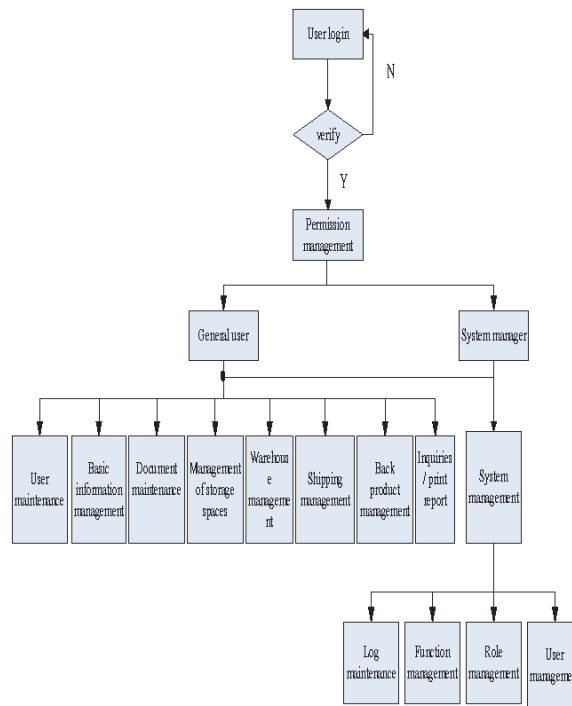 User login
N
verify
Y
Permission
management
General user
System manager
User
maintenance
Basic
information
management
Document
maintenance
Management
of storage
spaces
Warehous
e
management
Shipping
management
Back
product
management
Inquiries
/ print
report
System
management
Log
maintenance
Function
management
Role
management
User
manageme